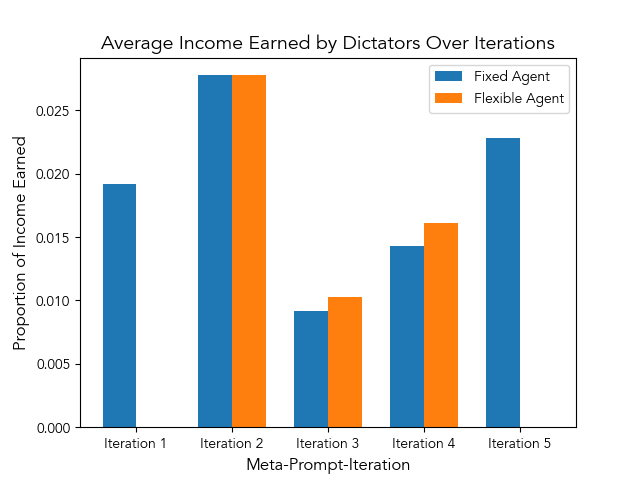 Average Income Earned by Dictators Over Iterations
Fixed Agent
Flexible Agent
Proportion of Income Earned
0.025
0.020
0.015
0.010
0.005
0.000
Iteration 1
Iteration 2
Iteration 3
Iteration 4
Iteration 5
Meta-Prompt-Iteration